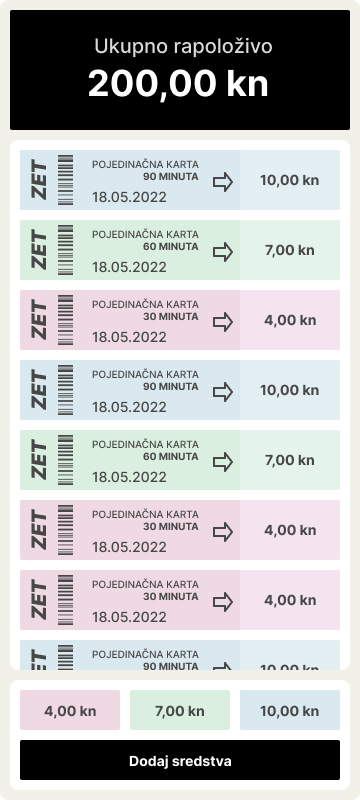 Ukupno rapoloživo
200,00 kn
ZET
POJEDINAČNA KARTA
90 MINUTA
18.05.2022
10,00 kn
ZET
POJEDINAČNA KARTA
60 MINUTA
18.05.2022
7,00 kn
ZET
POJEDINAČNA KARTA
30 MINUTA
18.05.2022
4,00 kn
ZET
POJEDINAČNA KARTA
90 MINUTA
18.05.2022
10,00 kn
ZET
POJEDINAČNA KARTA
60 MINUTA
18.05.2022
7,00 kn
ZET
POJEDINAČNA KARTA
30 MINUTA
18.05.2022
4,00 kn
ZET
POJEDINAČNA KARTA
30 MINUTA
18.05.2022
4,00 kn
ZET
POJEDINAČNA KARTA
90 MINUTA
10,00 kn
4,00 kn
7,00 kn
10,00 kn
Dodaj sredstva